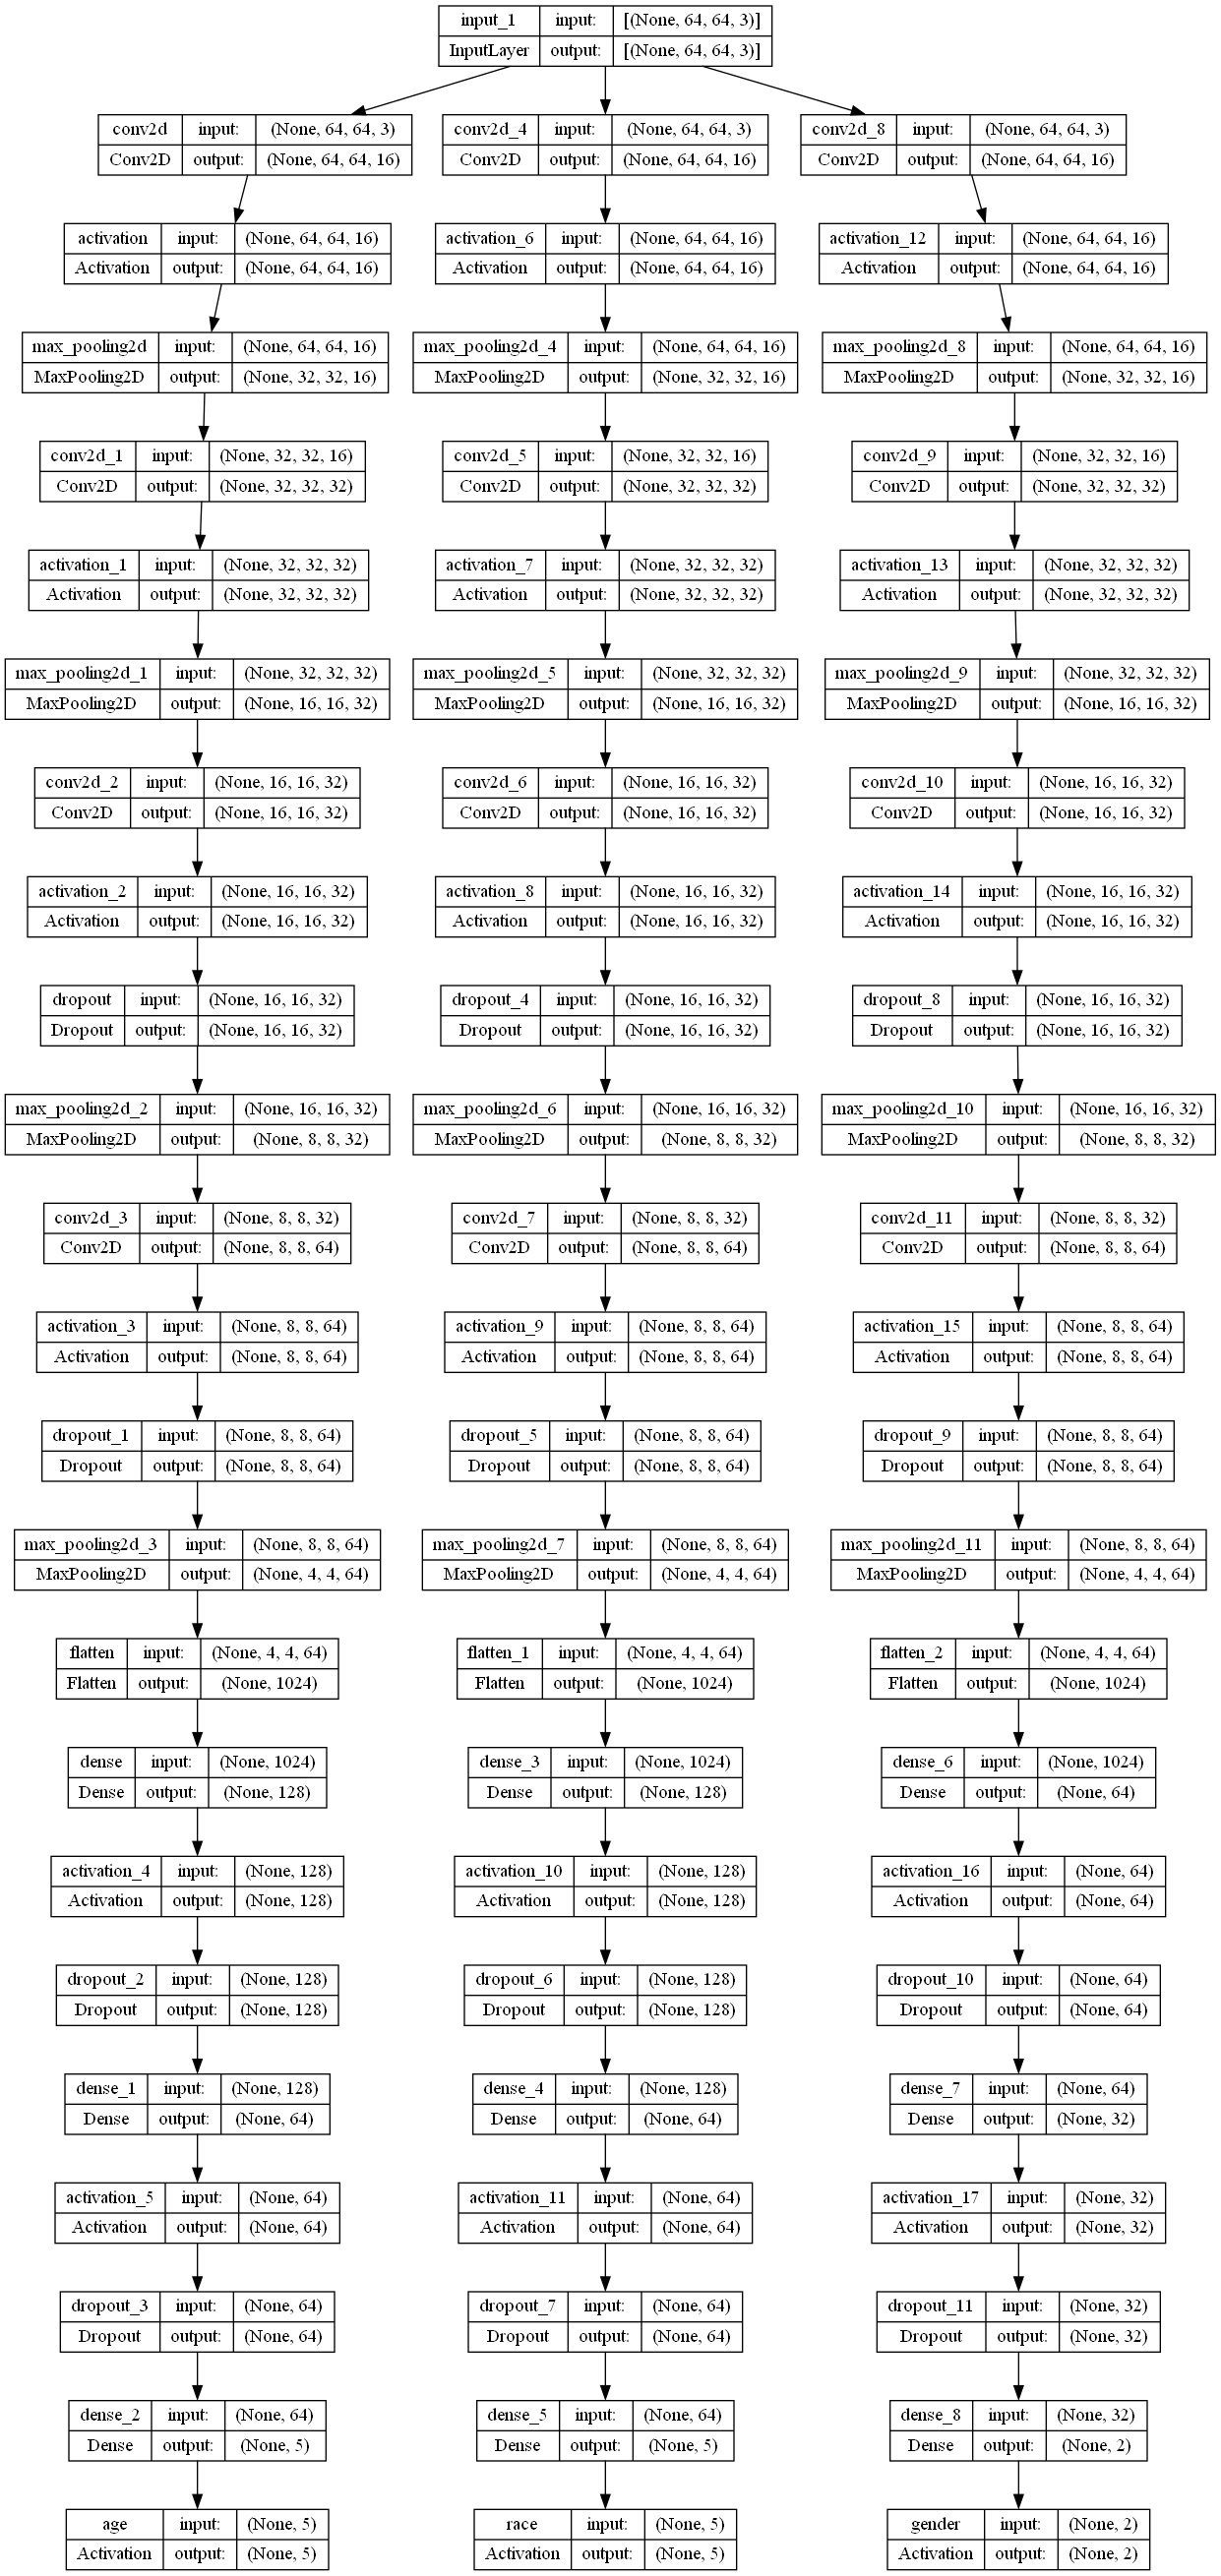 input_1 input: [(None, 64, 64, 3)]
InputLayer output: [(None, 64, 64, 3)]
conv2d input: (None, 64, 64, 3) conv2d_4 input: (None, 64, 64, 3) conv2d_8 input: (None, 64, 64, 3)
Conv2D output: (None, 64, 64, 16) Conv2D output: (None, 64, 64, 16) Conv2D output: (None, 64, 64, 16)
activation input: (None, 64, 64, 16) activation_6 input: (None, 64, 64, 16) activation_12 input: (None, 64, 64, 16)
Activation output: (None, 64, 64, 16) Activation output: (None, 64, 64, 16) Activation output: (None, 64, 64, 16)
max_pooling2d input: (None, 64, 64, 16) max_pooling2d_4 input: (None, 64, 64, 16) max_pooling2d_8 input: (None, 64, 64, 16)
MaxPooling2D output: (None, 32, 32, 16) MaxPooling2D output: (None, 32, 32, 16) MaxPooling2D output: (None, 32, 32, 16)
conv2d_1 input: (None, 32, 32, 16) conv2d_5 input: (None, 32, 32, 16) conv2d_9 input: (None, 32, 32, 16)
Conv2D output: (None, 32, 32, 32) Conv2D output: (None, 32, 32, 32) Conv2D output: (None, 32, 32, 32)
activation_1 input: (None, 32, 32, 32) activation_7 input: (None, 32, 32, 32) activation_13 input: (None, 32, 32, 32)
Activation output: (None, 32, 32, 32) Activation output: (None, 32, 32, 32) Activation output: (None, 32, 32, 32)
max_pooling2d_1 input: (None, 32, 32, 32) max_pooling2d_5 input: (None, 32, 32, 32) max_pooling2d_9 input: (None, 32, 32, 32)
MaxPooling2D output: (None, 16, 16, 32) MaxPooling2D output: (None, 16, 16, 32) MaxPooling2D output: (None, 16, 16, 32)
conv2d_2 input: (None, 16, 16, 32) conv2d_6 input: (None, 16, 16, 32) conv2d_10 input: (None, 16, 16, 32)
Conv2D output: (None, 16, 16, 32) Conv2D output: (None, 16, 16, 32) Conv2D output: (None, 16, 16, 32)
activation_2 input: (None, 16, 16, 32) activation_8 input: (None, 16, 16, 32) activation_14 input: (None, 16, 16, 32)
Activation output: (None, 16, 16, 32) Activation output: (None, 16, 16, 32) Activation output: (None, 16, 16, 32)
dropout input: (None, 16, 16, 32) dropout_4 input: (None, 16, 16, 32) dropout_8 input: (None, 16, 16, 32)
Dropout output: (None, 16, 16, 32) Dropout output: (None, 16, 16, 32) Dropout output: (None, 16, 16, 32)
max_pooling2d_2 input: (None, 16, 16, 32) max_pooling2d_6 input: (None, 16, 16, 32) max_pooling2d_10 input: (None, 16, 16, 32)
MaxPooling2D output: (None, 8, 8, 32) MaxPooling2D output: (None, 8, 8, 32) MaxPooling2D output: (None, 8, 8, 32)
conv2d_3 input: (None, 8, 8, 32) conv2d_7 input: (None, 8, 8, 32) conv2d_11 input: (None, 8, 8, 32)
Conv2D output: (None, 8, 8, 64) Conv2D output: (None, 8, 8, 64) Conv2D output: (None, 8, 8, 64)
activation_3 input: (None, 8, 8, 64) activation_9 input: (None, 8, 8, 64) activation_15 input: (None, 8, 8, 64)
Activation output: (None, 8, 8, 64) Activation output: (None, 8, 8, 64) Activation output: (None, 8, 8, 64)
dropout_1 input: (None, 8, 8, 64) dropout_5 input: (None, 8, 8, 64) dropout_9 input: (None, 8, 8, 64)
Dropout output: (None, 8, 8, 64) Dropout output: (None, 8, 8, 64) Dropout output: (None, 8, 8, 64)
max_pooling2d_3 input: (None, 8, 8, 64) max_pooling2d_7 input: (None, 8, 8, 64) max_pooling2d_11 input: (None, 8, 8, 64)
MaxPooling2D output: (None, 4, 4, 64) MaxPooling2D output: (None, 4, 4, 64) MaxPooling2D output: (None, 4, 4, 64)
flatten input: (None, 4, 4, 64) flatten_1 input: (None, 4, 4, 64) flatten_2 input: (None, 4, 4, 64)
Flatten output: (None, 1024) Flatten output: (None, 1024) Flatten output: (None, 1024)
dense input: (None, 1024) dense_3 input: (None, 1024) dense_6 input: (None, 1024)
Dense output: (None, 128) Dense output: (None, 128) Dense output: (None, 64)
activation_4 input: (None, 128) activation_10 input: (None, 128) activation_16 input: (None, 64)
Activation output: (None, 128) Activation output: (None, 128) Activation output: (None, 64)
dropout_2 input: (None, 128) dropout_6 input: (None, 128) dropout_10 input: (None, 64)
Dropout output: (None, 128) Dropout output: (None, 128) Dropout output: (None, 64)
dense_1 input: (None, 128) dense_4 input: (None, 128) dense_7 input: (None, 64)
Dense output: (None, 64) Dense output: (None, 64) Dense output: (None, 32)
activation_5 input: (None, 64) activation_11 input: (None, 64) activation_17 input: (None, 32)
Activation output: (None, 64) Activation output: (None, 64) Activation output: (None, 32)
dropout_3 input: (None, 64) dropout_7 input: (None, 64) dropout_11 input: (None, 32)
Dropout output: (None, 64) Dropout output: (None, 64) Dropout output: (None, 32)
dense_2 input: (None, 64) dense_5 input: (None, 64) dense_8 input: (None, 32)
Dense output: (None, 5) Dense output: (None, 5) Dense output: (None, 2)
age input: (None, 5) race input: (None, 5) gender input: (None, 2)
Activation output: (None, 5) Activation output: (None, 5) Activation output: (None, 2)